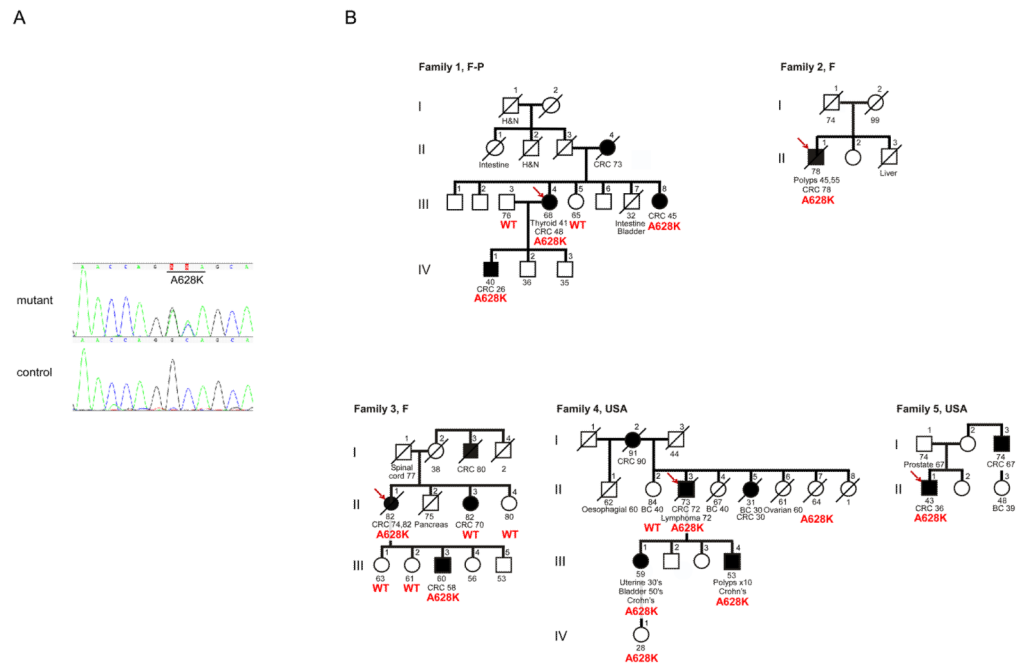 A
B
A A C C A G G G A G C A
A628K
mutant
A A C C A G G C A G C A
control
Family 1, F-P
I
1 2
H&N
II
1 2 3 4
Intestine H&N CRC 73
III
1 2 3 4 5 6 7 8
76 68 65 32 CRC 45
WT Thyroid 41 WT Intestine A628K
CRC 48 Bladder
A628K
IV
1 2 3
40 36 35
CRC 26
A628K
Family 2, F
I
1 2
74 99
II
1 2 3
78 Liver
Polyps 45,55
CRC 78
A628K
Family 3, F
I
1 2 3 4
Spinal 38 CRC 80 2
cord 77
II
1 2 3 4
82 75 82 80
CRC 74,82 Pancreas CRC 70
A628K WT WT
III
1 2 3 4 5
63 61 60 56 53
WT WT CRC 58
A628K
Family 4, USA
I
1 2 3
91 44
CRC 90
II
1 2 3 4 5 6 7 8
62 84 73 67 31 61 64 1
Oesophagial 60 BC 40 CRC 72 BC 40 BC 30 Ovarian 60
Lymphoma 72 CRC 30
WT A628K A628K
III
1 2 3 4
59 53
Uterine 30's Polyps x10
Bladder 50's Crohn's
Crohn's A628K
A628K
IV
1
28
A628K
Family 5, USA
I
1 2 3
74 74
Prostate 67 CRC 67
II
1 2 3
43 48
CRC 36 BC 39
A628K